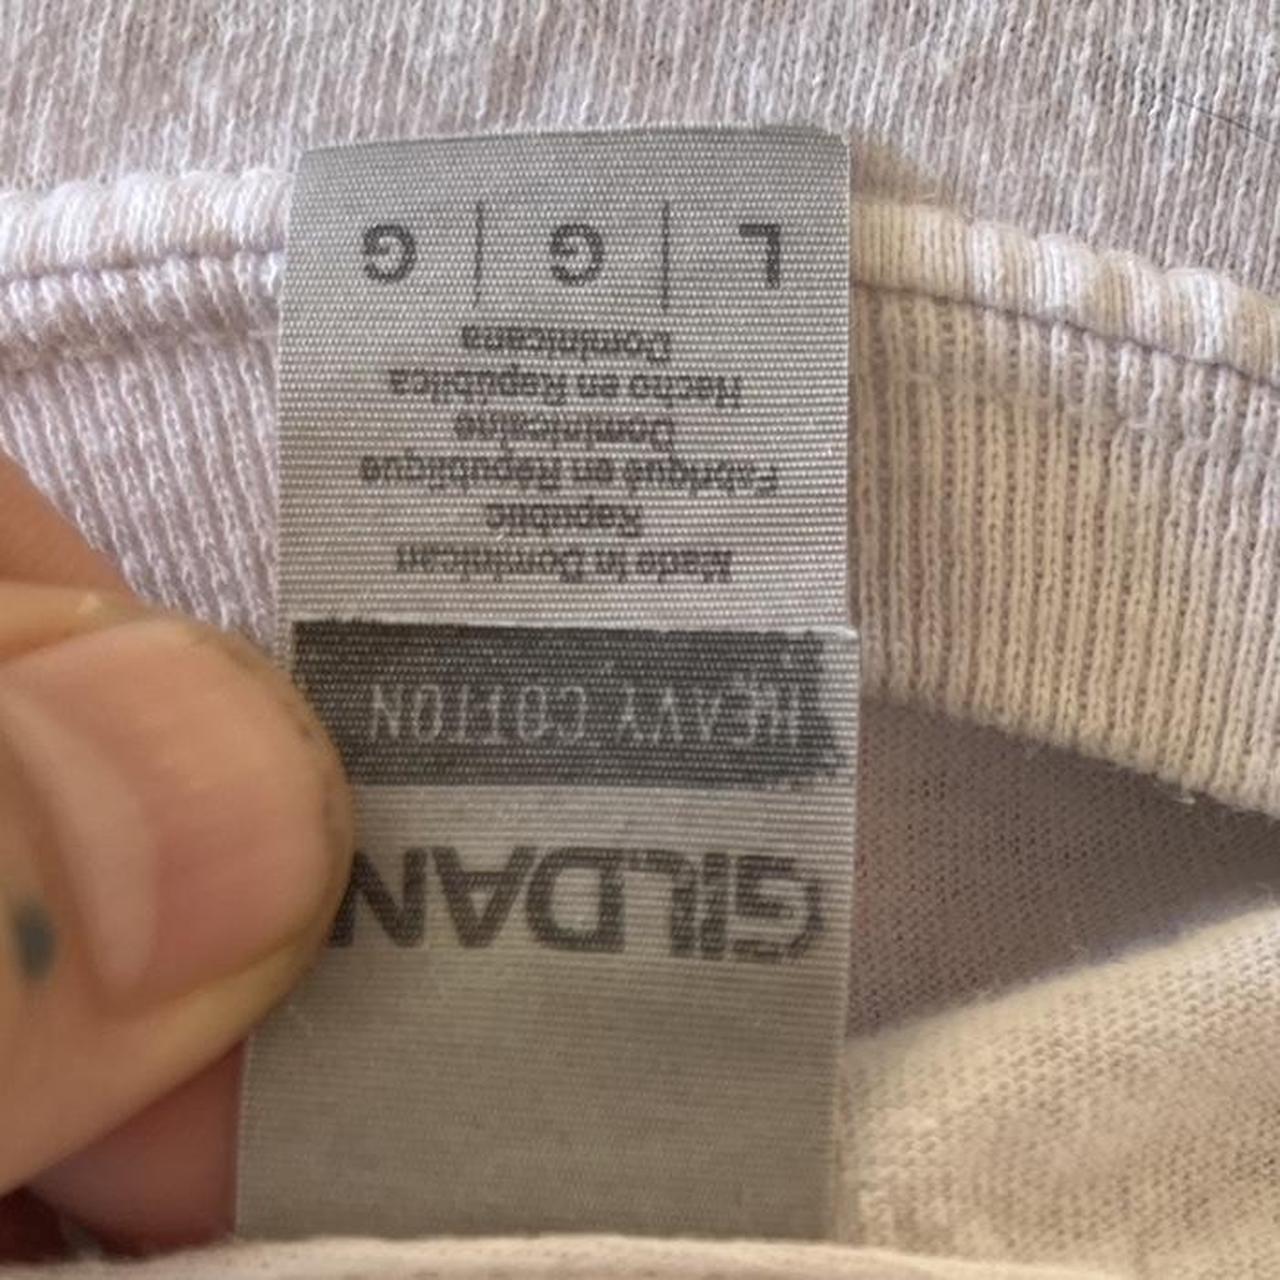 GILDAN
HEAVY COTTON
Made in Dominican
Republic
Fabriqué en République
Dominicaine
Hecho en República
Dominicana
L | G | G